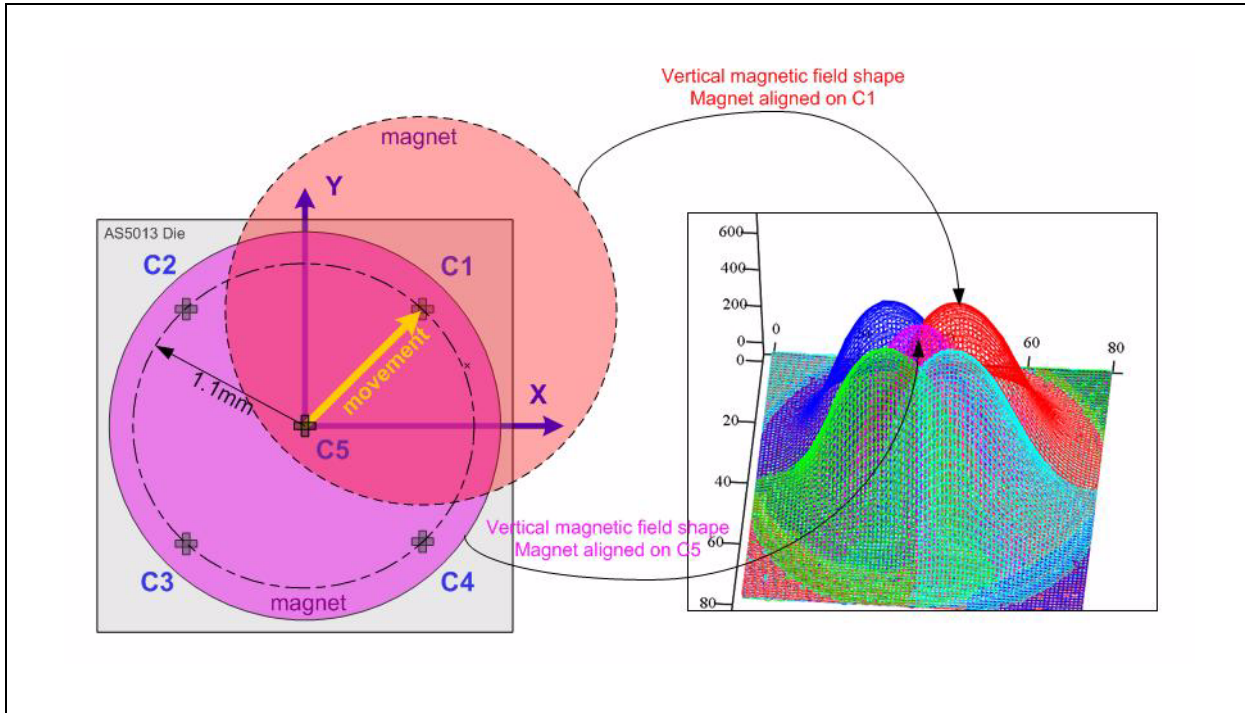 Vertical magnetic field shape
Magnet aligned on C1
magnet
Y
AS5013 Die
C2
C1
movement
1.1mm
X
C5
Vertical magnetic field shape
Magnet aligned on C5
C3
C4
magnet
600
400
200
0
0
0
60
80
20
40
60
80